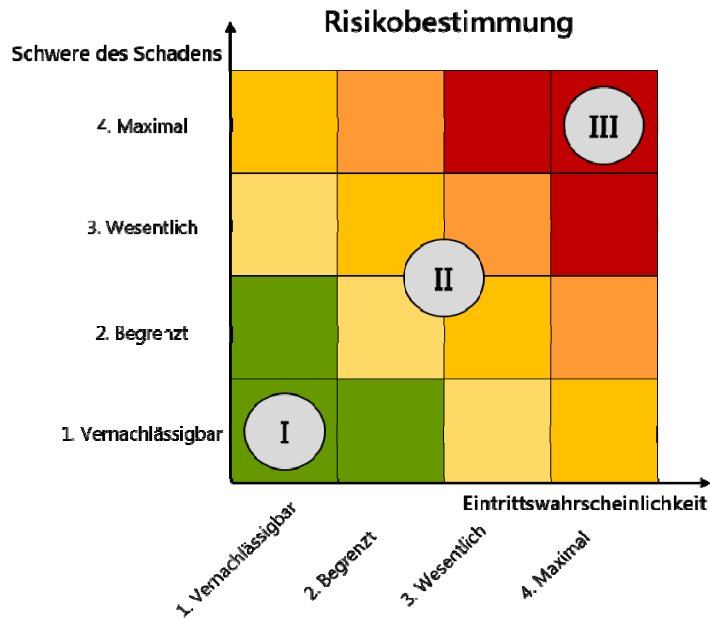 Risikobestimmung
Schwere des Schadens
4. Maximal
III
3. Wesentlich
II
2. Begrenzt
1. Vernachlässigbar
I
Eintrittswahrscheinlichkeit
1. Vernachlässigbar
2. Begrenzt
3. Wesentlich
4. Maximal